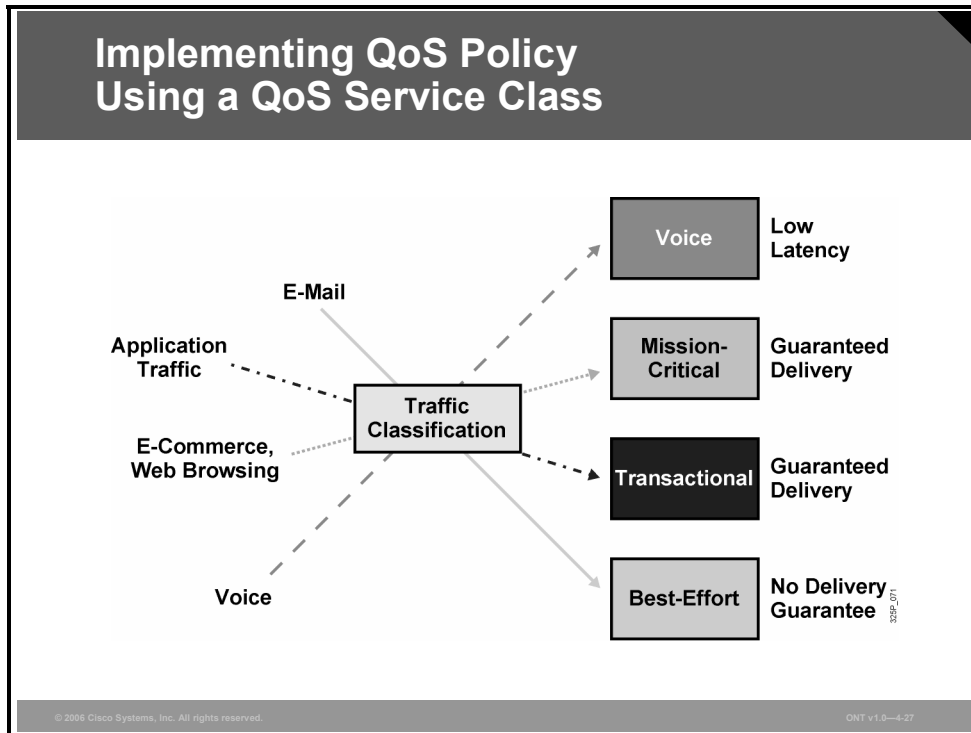 Implementing QoS Policy
Using a QoS Service Class
E-Mail
Application
Traffic
E-Commerce,
Web Browsing
Voice
Traffic
Classification
Voice
Low
Latency
Mission-
Critical
Guaranteed
Delivery
Transactional
Guaranteed
Delivery
Best-Effort
No Delivery
Guarantee
325P_071
© 2006 Cisco Systems, Inc. All rights reserved.
ONT v1.0—4-27